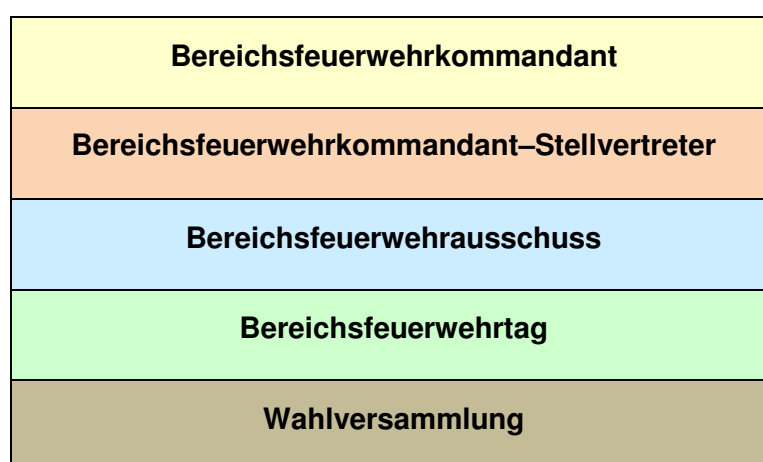 Bereichsfeuerwehrkommandant
Bereichsfeuerwehrkommandant–Stellvertreter
Bereichsfeuerwehrausschuss
Bereichsfeuerwehrtag
Wahlversammlung